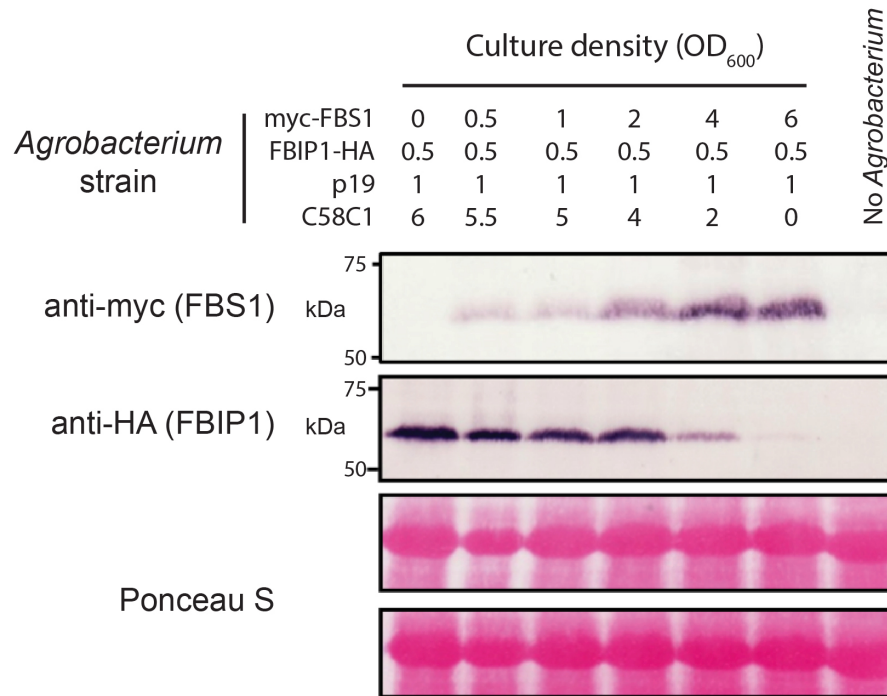 Culture density (OD600)
No Agrobacterium
Agrobacterium
strain
myc-FBS1 0 0.5 1 2 4 6
FBIP1-HA 0.5 0.5 0.5 0.5 0.5 0.5
p19 1 1 1 1 1 1
C58C1 6 5.5 5 4 2 0
75
anti-myc (FBS1) kDa
50
75
anti-HA (FBIP1) kDa
50
Ponceau S